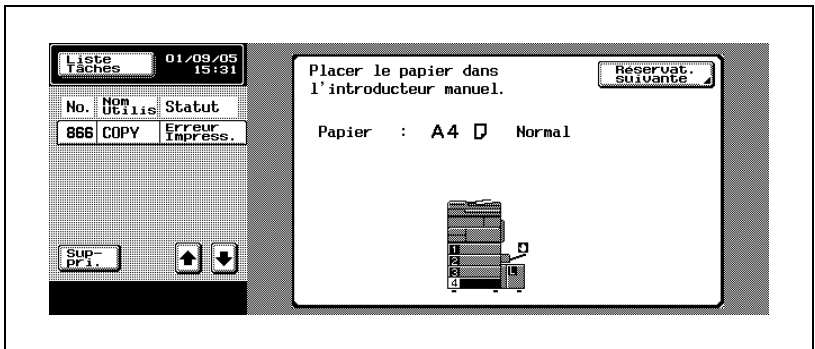 Liste
Tâches
01/09/05
15:31
No. Nom
Utilis Statut
866 COPY Erreur
Impress.
Sup-
pri.
Placer le papier dans
l'introducteur manuel.
Réservat.
suivante
Papier : A4 Normal
1
2
3
4
L